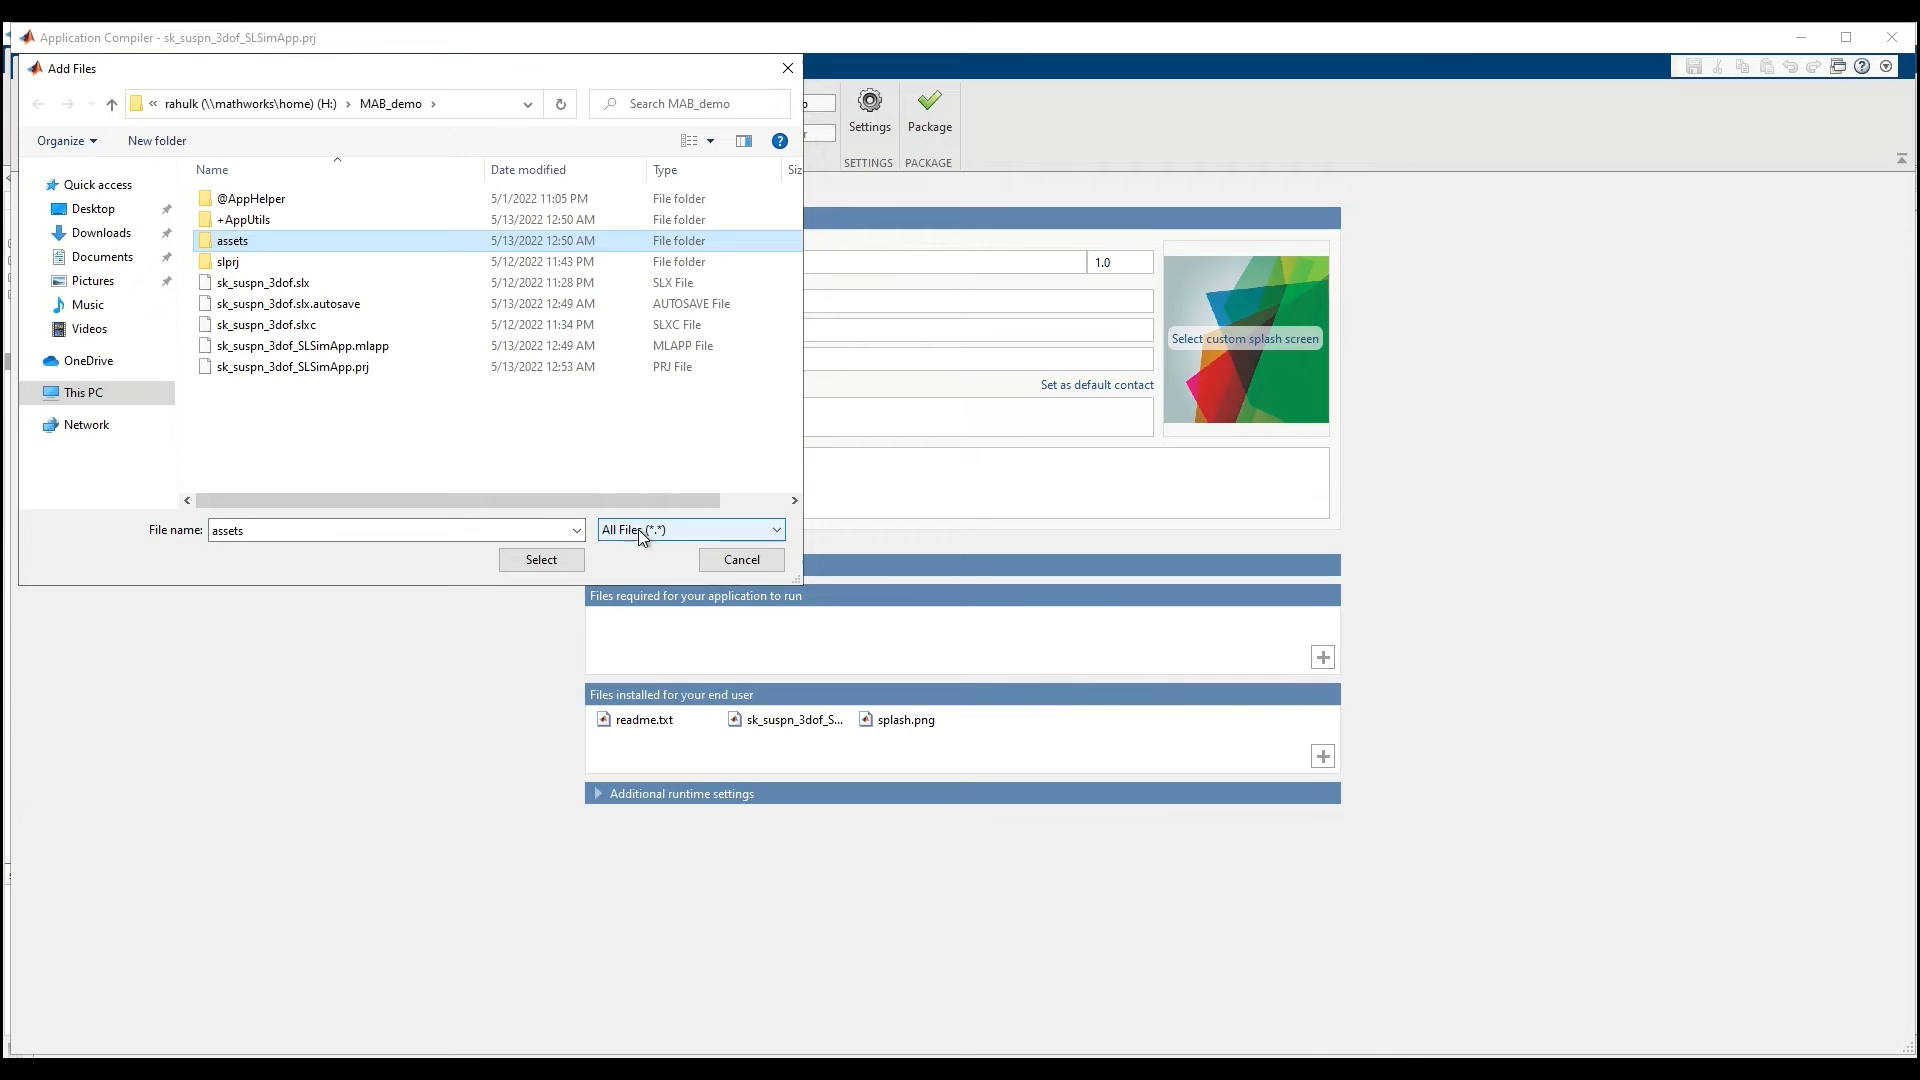 Application Compiler - sk_suspn_3dof_SLSimApp.prj
Add Files
« rahulk (\\mathworks\home) (H:) › MAB_demo ›
Search MAB_demo
Settings
Package
SETTINGS
PACKAGE
Organize
New folder
Name
Date modified
Type
Siz
Quick access
Desktop
Downloads
Documents
Pictures
Music
Videos
OneDrive
This PC
Network
@AppHelper 5/1/2022 11:05 PM File folder
+AppUtils 5/13/2022 12:50 AM File folder
assets 5/13/2022 12:50 AM File folder
slprj 5/12/2022 11:43 PM File folder
sk_suspn_3dof.slx 5/12/2022 11:28 PM SLX File
sk_suspn_3dof.slx.autosave 5/13/2022 12:49 AM AUTOSAVE File
sk_suspn_3dof.slxc 5/12/2022 11:34 PM SLXC File
sk_suspn_3dof_SLSimApp.mlapp 5/13/2022 12:49 AM MLAPP File
sk_suspn_3dof_SLSimApp.prj 5/13/2022 12:53 AM PRJ File
File name: assets
All Files (*.*)
Select
Cancel
1.0
Select custom splash screen
Set as default contact
Files required for your application to run
Files installed for your end user
readme.txt
sk_suspn_3dof_S...
splash.png
Additional runtime settings